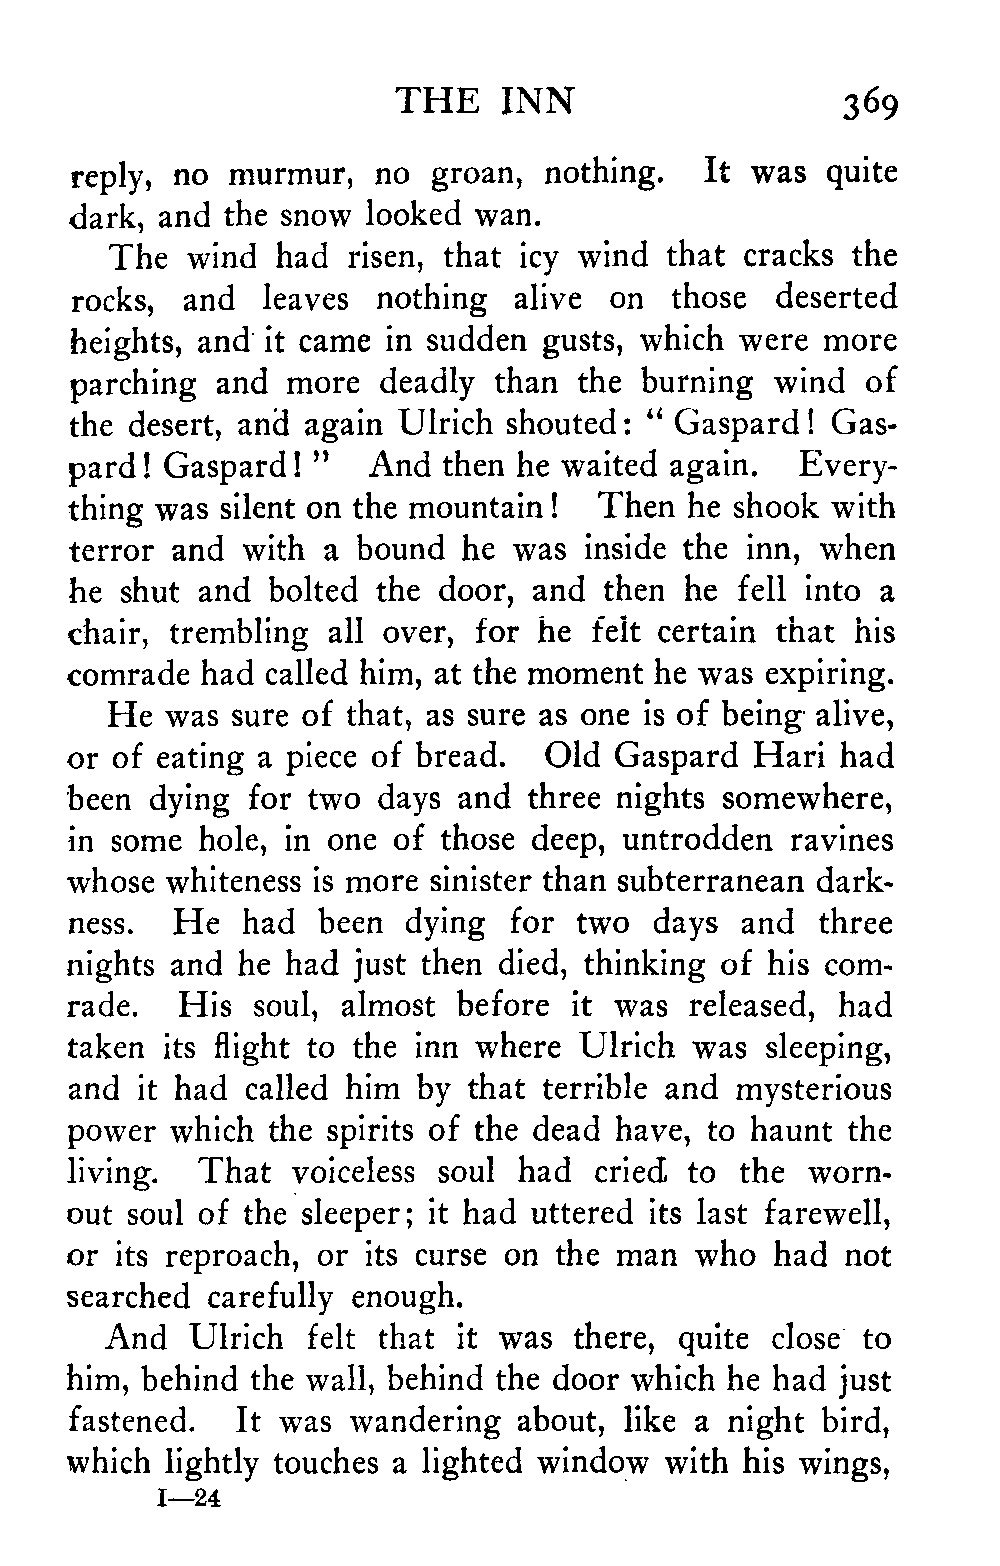 THE INN 369
reply, no murmur, no groan, nothing. It was quite
dark, and the snow looked wan.
The wind had risen, that icy wind that cracks the
rocks, and leaves nothing alive on those deserted
heights, and it came in sudden gusts, which were more
parching and more deadly than the burning wind of
the desert, and again Ulrich shouted: “ Gaspard! Gas-
pard! Gaspard! ” And then he waited again. Every-
thing was silent on the mountain! Then he shook with
terror and with a bound he was inside the inn, when
he shut and bolted the door, and then he fell into a
chair, trembling all over, for he felt certain that his
comrade had called him, at the moment he was expiring.
He was sure of that, as sure as one is of being alive,
or of eating a piece of bread. Old Gaspard Hari had
been dying for two days and three nights somewhere,
in some hole, in one of those deep, untrodden ravines
whose whiteness is more sinister than subterranean dark-
ness. He had been dying for two days and three
nights and he had just then died, thinking of his com-
rade. His soul, almost before it was released, had
taken its flight to the inn where Ulrich was sleeping,
and it had called him by that terrible and mysterious
power which the spirits of the dead have, to haunt the
living. That voiceless soul had cried to the worn-
out soul of the sleeper; it had uttered its last farewell,
or its reproach, or its curse on the man who had not
searched carefully enough.
And Ulrich felt that it was there, quite close to
him, behind the wall, behind the door which he had just
fastened. It was wandering about, like a night bird,
which lightly touches a lighted window with his wings,
I—24